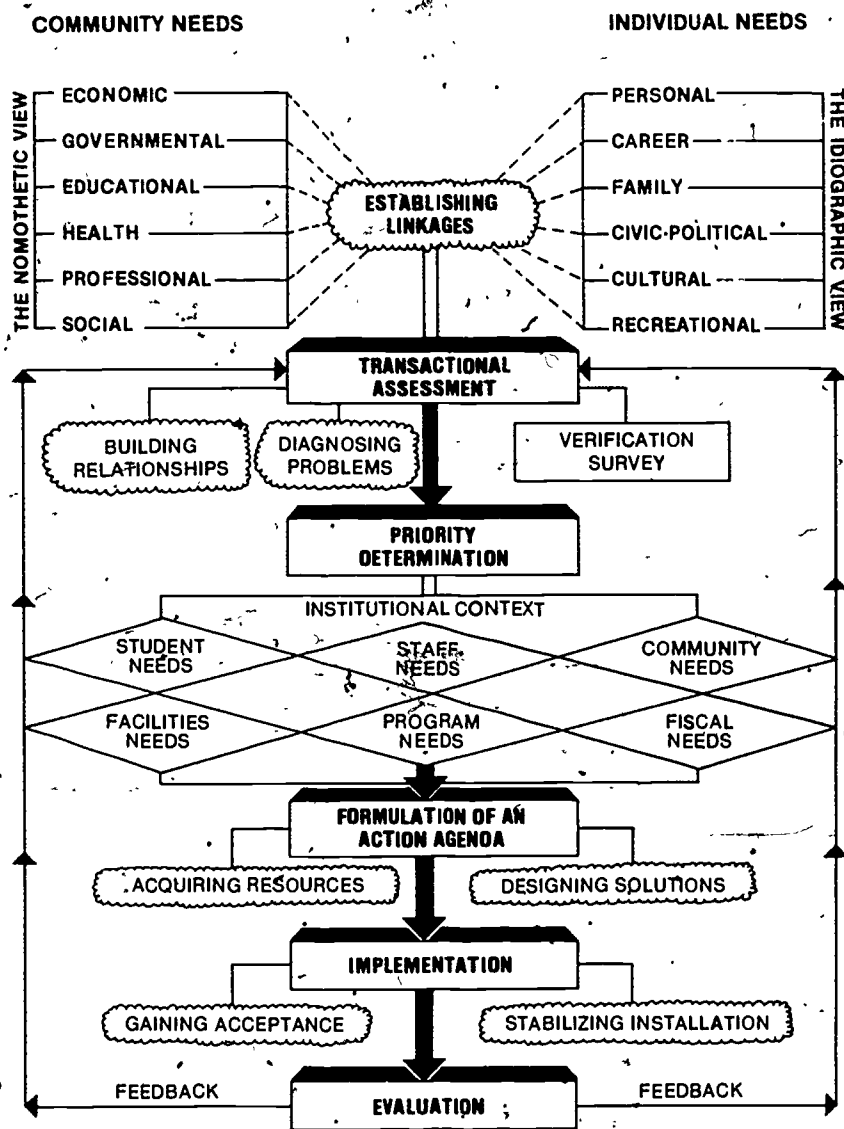 COMMUNITY NEEDS
INDIVIDUAL NEEDS
THE NOMOTHETIC VIEW
ECONOMIC
GOVERNMENTAL
EDUCATIONAL
HEALTH
PROFESSIONAL
SOCIAL
ESTABLISHING
LINKAGES
PERSONAL
CAREER
FAMILY
CIVIC-POLITICAL
CULTURAL
RECREATIONAL
THE IDIOGRAPHIC VIEW
TRANSACTIONAL
ASSESSMENT
BUILDING
RELATIONSHIPS
DIAGNOSING
PROBLEMS
VERIFICATION
SURVEY
PRIORITY
DETERMINATION
INSTITUTIONAL CONTEXT
STUDENT
NEEDS
STAFF
NEEDS
COMMUNITY
NEEDS
FACILITIES
NEEDS
PROGRAM
NEEDS
FISCAL
NEEDS
FORMULATION OF AN
ACTION AGENDA
ACQUIRING RESOURCES
DESIGNING SOLUTIONS
IMPLEMENTATION
GAINING ACCEPTANCE
STABILIZING INSTALLATION
FEEDBACK
EVALUATION
FEEDBACK